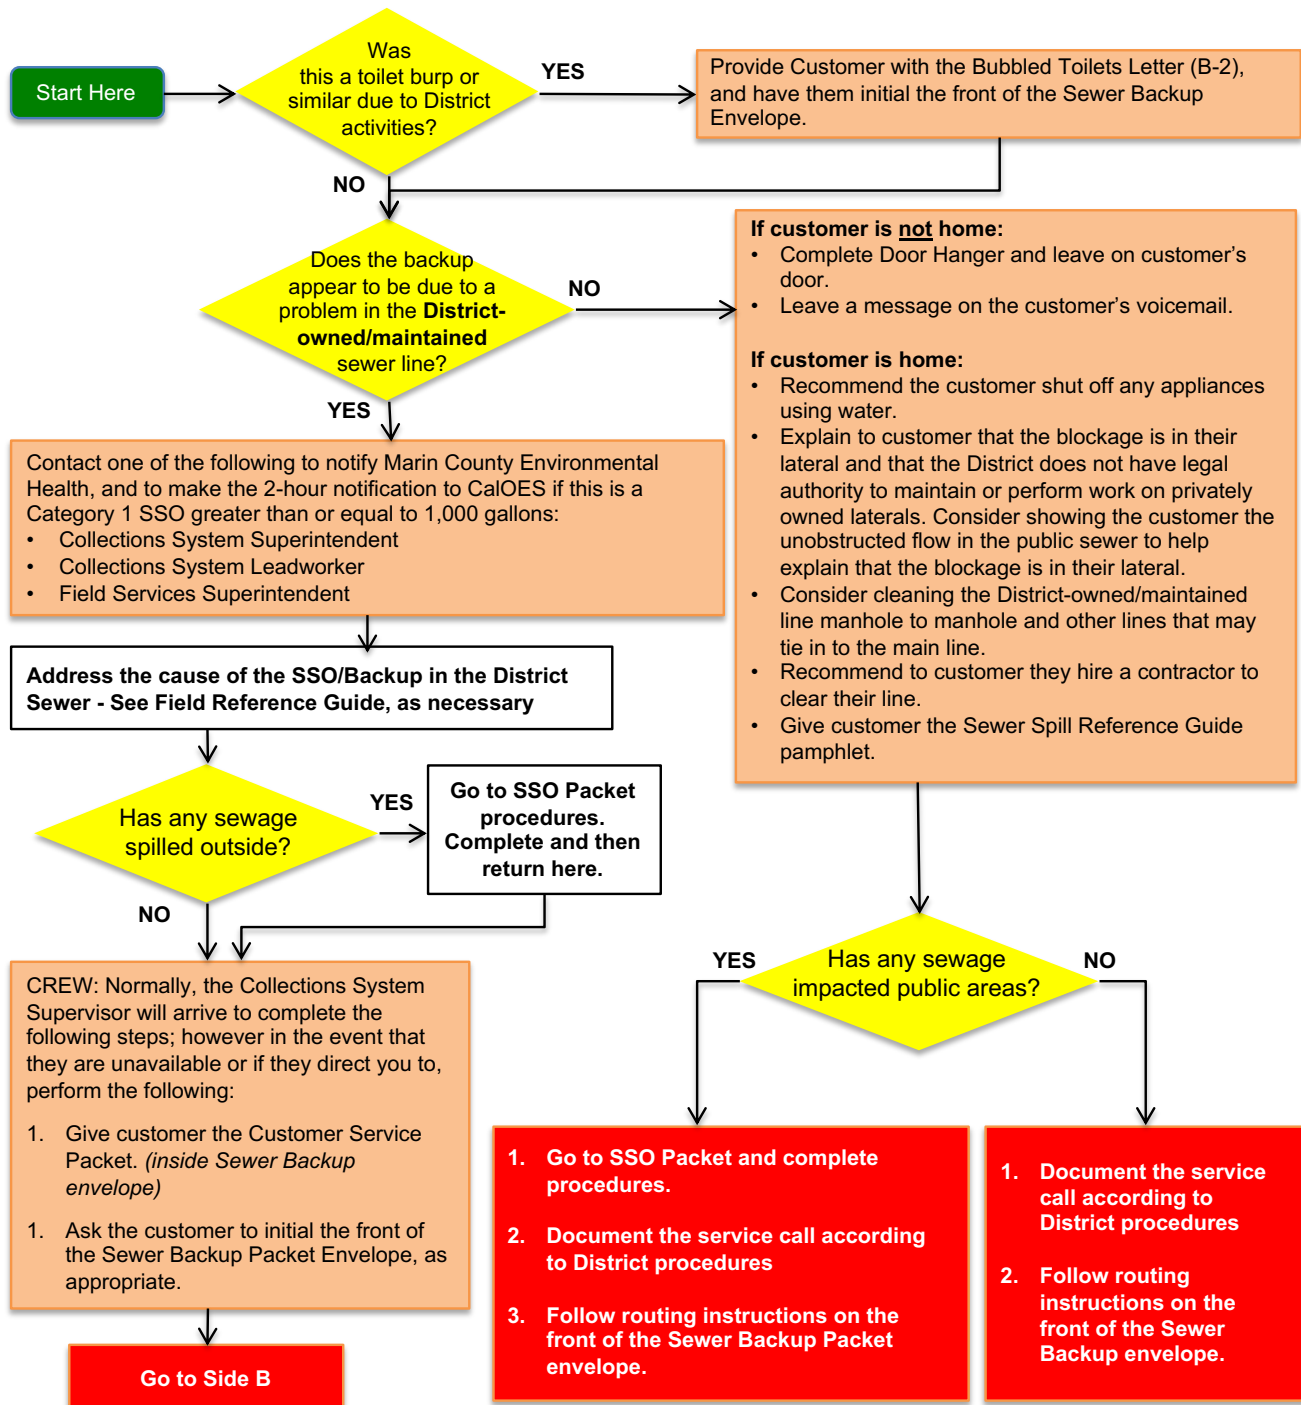 Start Here
Was
this a toilet burp or
similar due to District
activities?
YES
Provide Customer with the Bubbled Toilets Letter (B-2),
and have them initial the front of the Sewer Backup
Envelope.
NO
Does the backup
appear to be due to a
problem in the District-
owned/maintained
sewer line?
NO
YES
If customer is not home:
• Complete Door Hanger and leave on customer's
door.
• Leave a message on the customer's voicemail.
If customer is home:
• Recommend the customer shut off any appliances
using water.
• Explain to customer that the blockage is in their
lateral and that the District does not have legal
authority to maintain or perform work on privately
owned laterals. Consider showing the customer the
unobstructed flow in the public sewer to help
explain that the blockage is in their lateral.
• Consider cleaning the District-owned/maintained
line manhole to manhole and other lines that may
tie in to the main line.
• Recommend to customer they hire a contractor to
clear their line.
• Give customer the Sewer Spill Reference Guide
pamphlet.
Contact one of the following to notify Marin County Environmental
Health, and to make the 2-hour notification to CalOES if this is a
Category 1 SSO greater than or equal to 1,000 gallons:
• Collections System Superintendent
• Collections System Leadworker
• Field Services Superintendent
Address the cause of the SSO/Backup in the District
Sewer - See Field Reference Guide, as necessary
Has any sewage
spilled outside?
YES
Go to SSO Packet
procedures.
Complete and then
return here.
NO
CREW: Normally, the Collections System
Supervisor will arrive to complete the
following steps; however in the event that
they are unavailable or if they direct you to,
perform the following:
1. Give customer the Customer Service
Packet. (inside Sewer Backup
envelope)
1. Ask the customer to initial the front of
the Sewer Backup Packet Envelope, as
appropriate.
Go to Side B
Has any sewage
impacted public areas?
YES
NO
1. Go to SSO Packet and complete
procedures.
2. Document the service call according
to District procedures
3. Follow routing instructions on the
front of the Sewer Backup Packet
envelope.
1. Document the service
call according to
District procedures
2. Follow routing
instructions on the
front of the Sewer
Backup envelope.